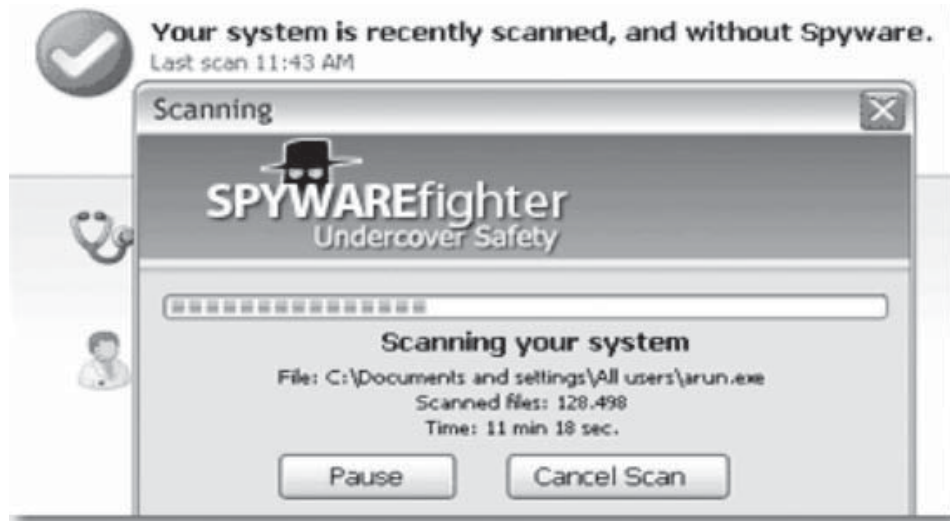 Your system is recently scanned, and without Spyware.
Last scan 11:43 AM
Scanning
SPYWAREfighter
Undercover Safety
Scanning your system
File: C:\Documents and settings\All users\arun.exe
Scanned files: 128.498
Time: 11 min 18 sec.
Pause
Cancel Scan